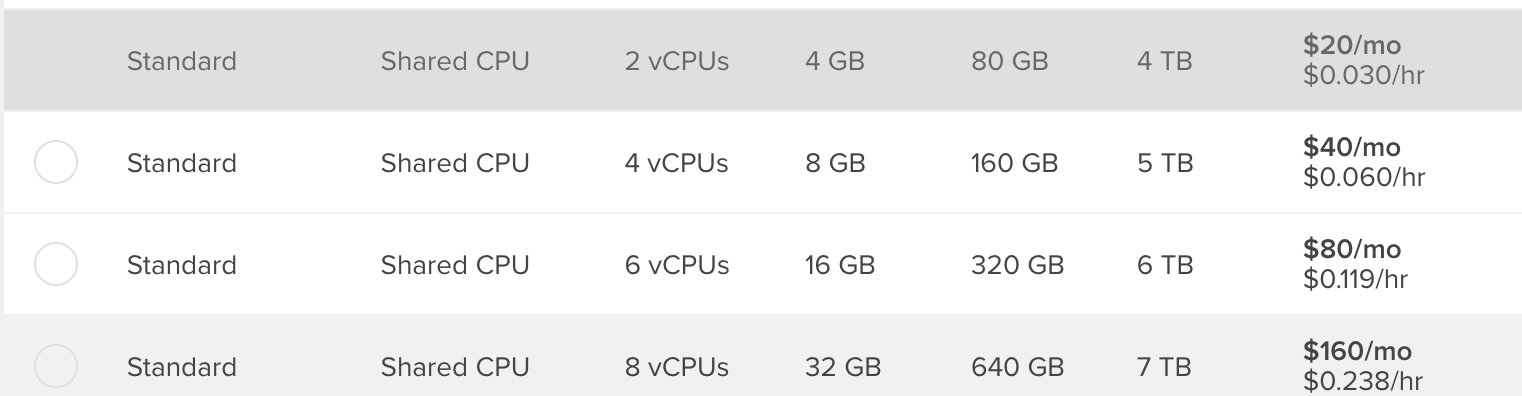 Standard Shared CPU 2 vCPUs 4 GB 80 GB 4 TB $20/mo
$0.030/hr
Standard Shared CPU 4 vCPUs 8 GB 160 GB 5 TB $40/mo
$0.060/hr
Standard Shared CPU 6 vCPUs 16 GB 320 GB 6 TB $80/mo
$0.119/hr
Standard Shared CPU 8 vCPUs 32 GB 640 GB 7 TB $160/mo
$0.238/hr